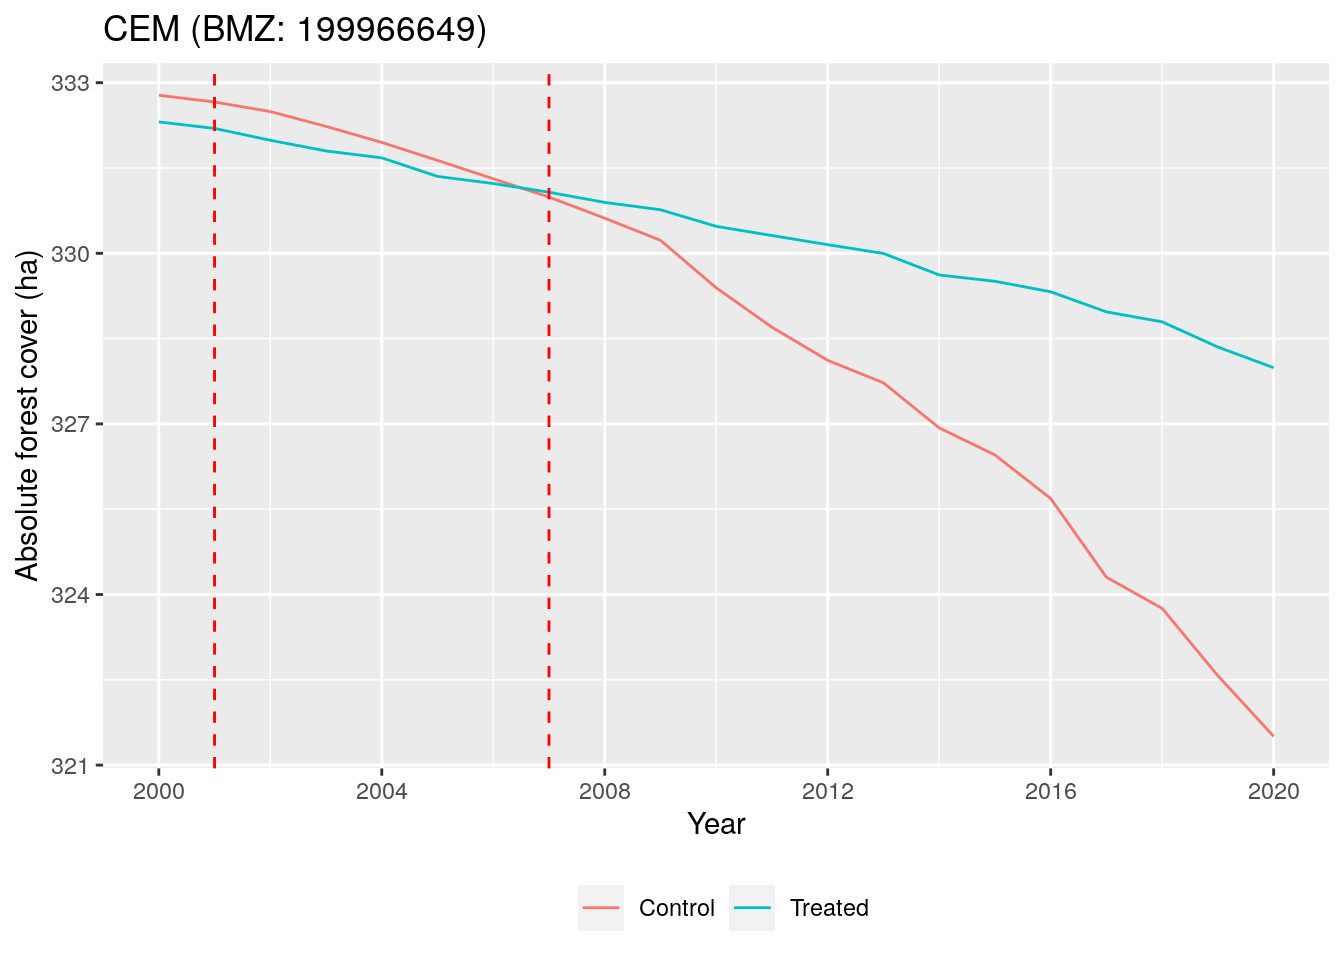 CEM (BMZ: 199966649)
Absolute forest cover (ha)
333
330
327
324
321
2000 2004 2008 2012 2016 2020
Year
Control Treated